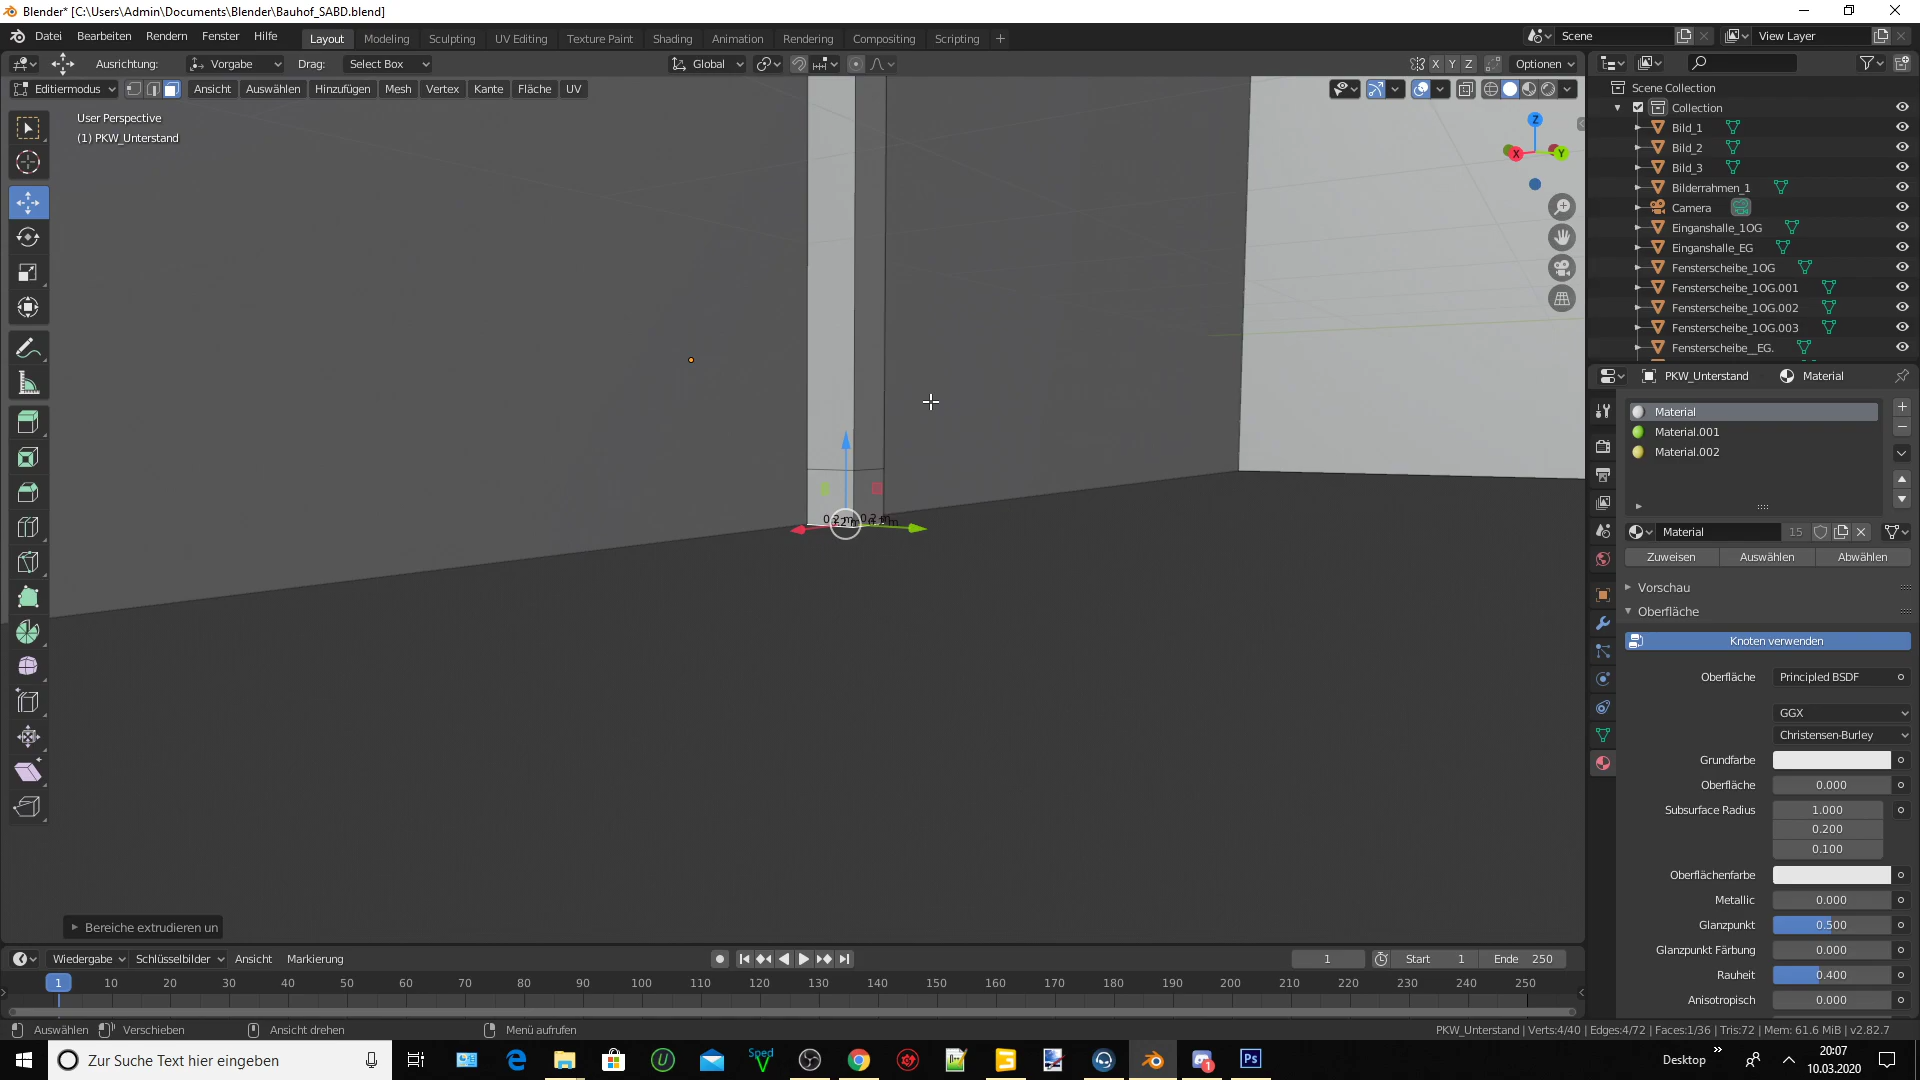 Blender* [C:\Users\Admin\Documents\Blender\Bauhof_SABD.blend]
Datei Bearbeiten Rendern Fenster Hilfe Layout Modeling Sculpting UV Editing Texture Paint Shading Animation Rendering Compositing Scripting + Scene View Layer
Ausrichtung: Vorgabe Drag: Select Box Global X Y Z Optionen
Editiermodus Ansicht Auswählen Hinzufügen Mesh Vertex Kante Fläche UV
User Perspective
(1) PKW_Unterstand
Z
X
Y
0.2 m
Bereiche extrudieren un
Scene Collection
Collection
Bild_1
Bild_2
Bild_3
Bilderrahmen_1
Camera
Einganshalle_1OG
Einganshalle_EG
Fensterscheibe_1OG
Fensterscheibe_1OG.001
Fensterscheibe_1OG.002
Fensterscheibe_1OG.003
Fensterscheibe__EG.
PKW_Unterstand Material
Material
Material.001
Material.002
Material 15
Zuweisen Auswählen Abwählen
Vorschau
Oberfläche
Knoten verwenden
Oberfläche Principled BSDF
GGX
Christensen-Burley
Grundfarbe
Oberfläche 0.000
Subsurface Radius 1.000
0.200
0.100
Oberflächenfarbe
Metallic 0.000
Glanzpunkt 0.500
Glanzpunkt Färbung 0.000
Rauheit 0.400
Anisotropisch 0.000
Wiedergabe Schlüsselbilder Ansicht Markierung 1 Start 1 Ende 250
1 10 20 30 40 50 60 70 80 90 100 110 120 130 140 150 160 170 180 190 200 210 220 230 240 250
Auswählen Verschieben Ansicht drehen Menü aufrufen PKW_Unterstand | Verts:4/40 | Edges:4/72 | Faces:1/36 | Tris:72 | Mem: 61.6 MiB | v2.82.7
Zur Suche Text hier eingeben Sped V Ps 1 Desktop 20:07
10.03.2020